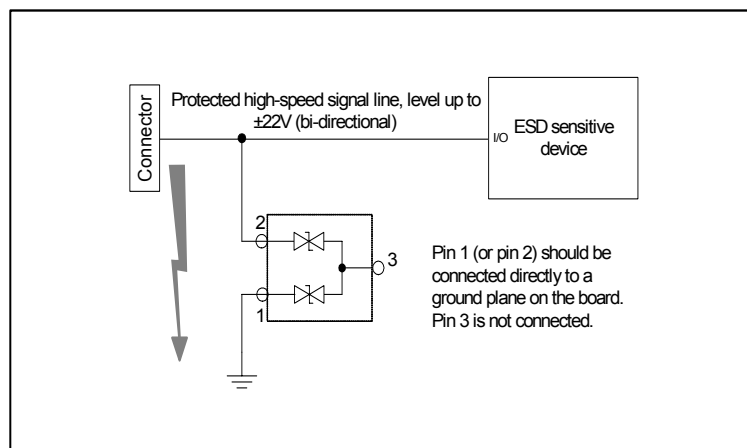 Protected high-speed signal line, level up to
±22V (bi-directional)
Connector
I/O
ESD sensitive
device
2
3
1
Pin 1 (or pin 2) should be
connected directly to a
ground plane on the board.
Pin 3 is not connected.